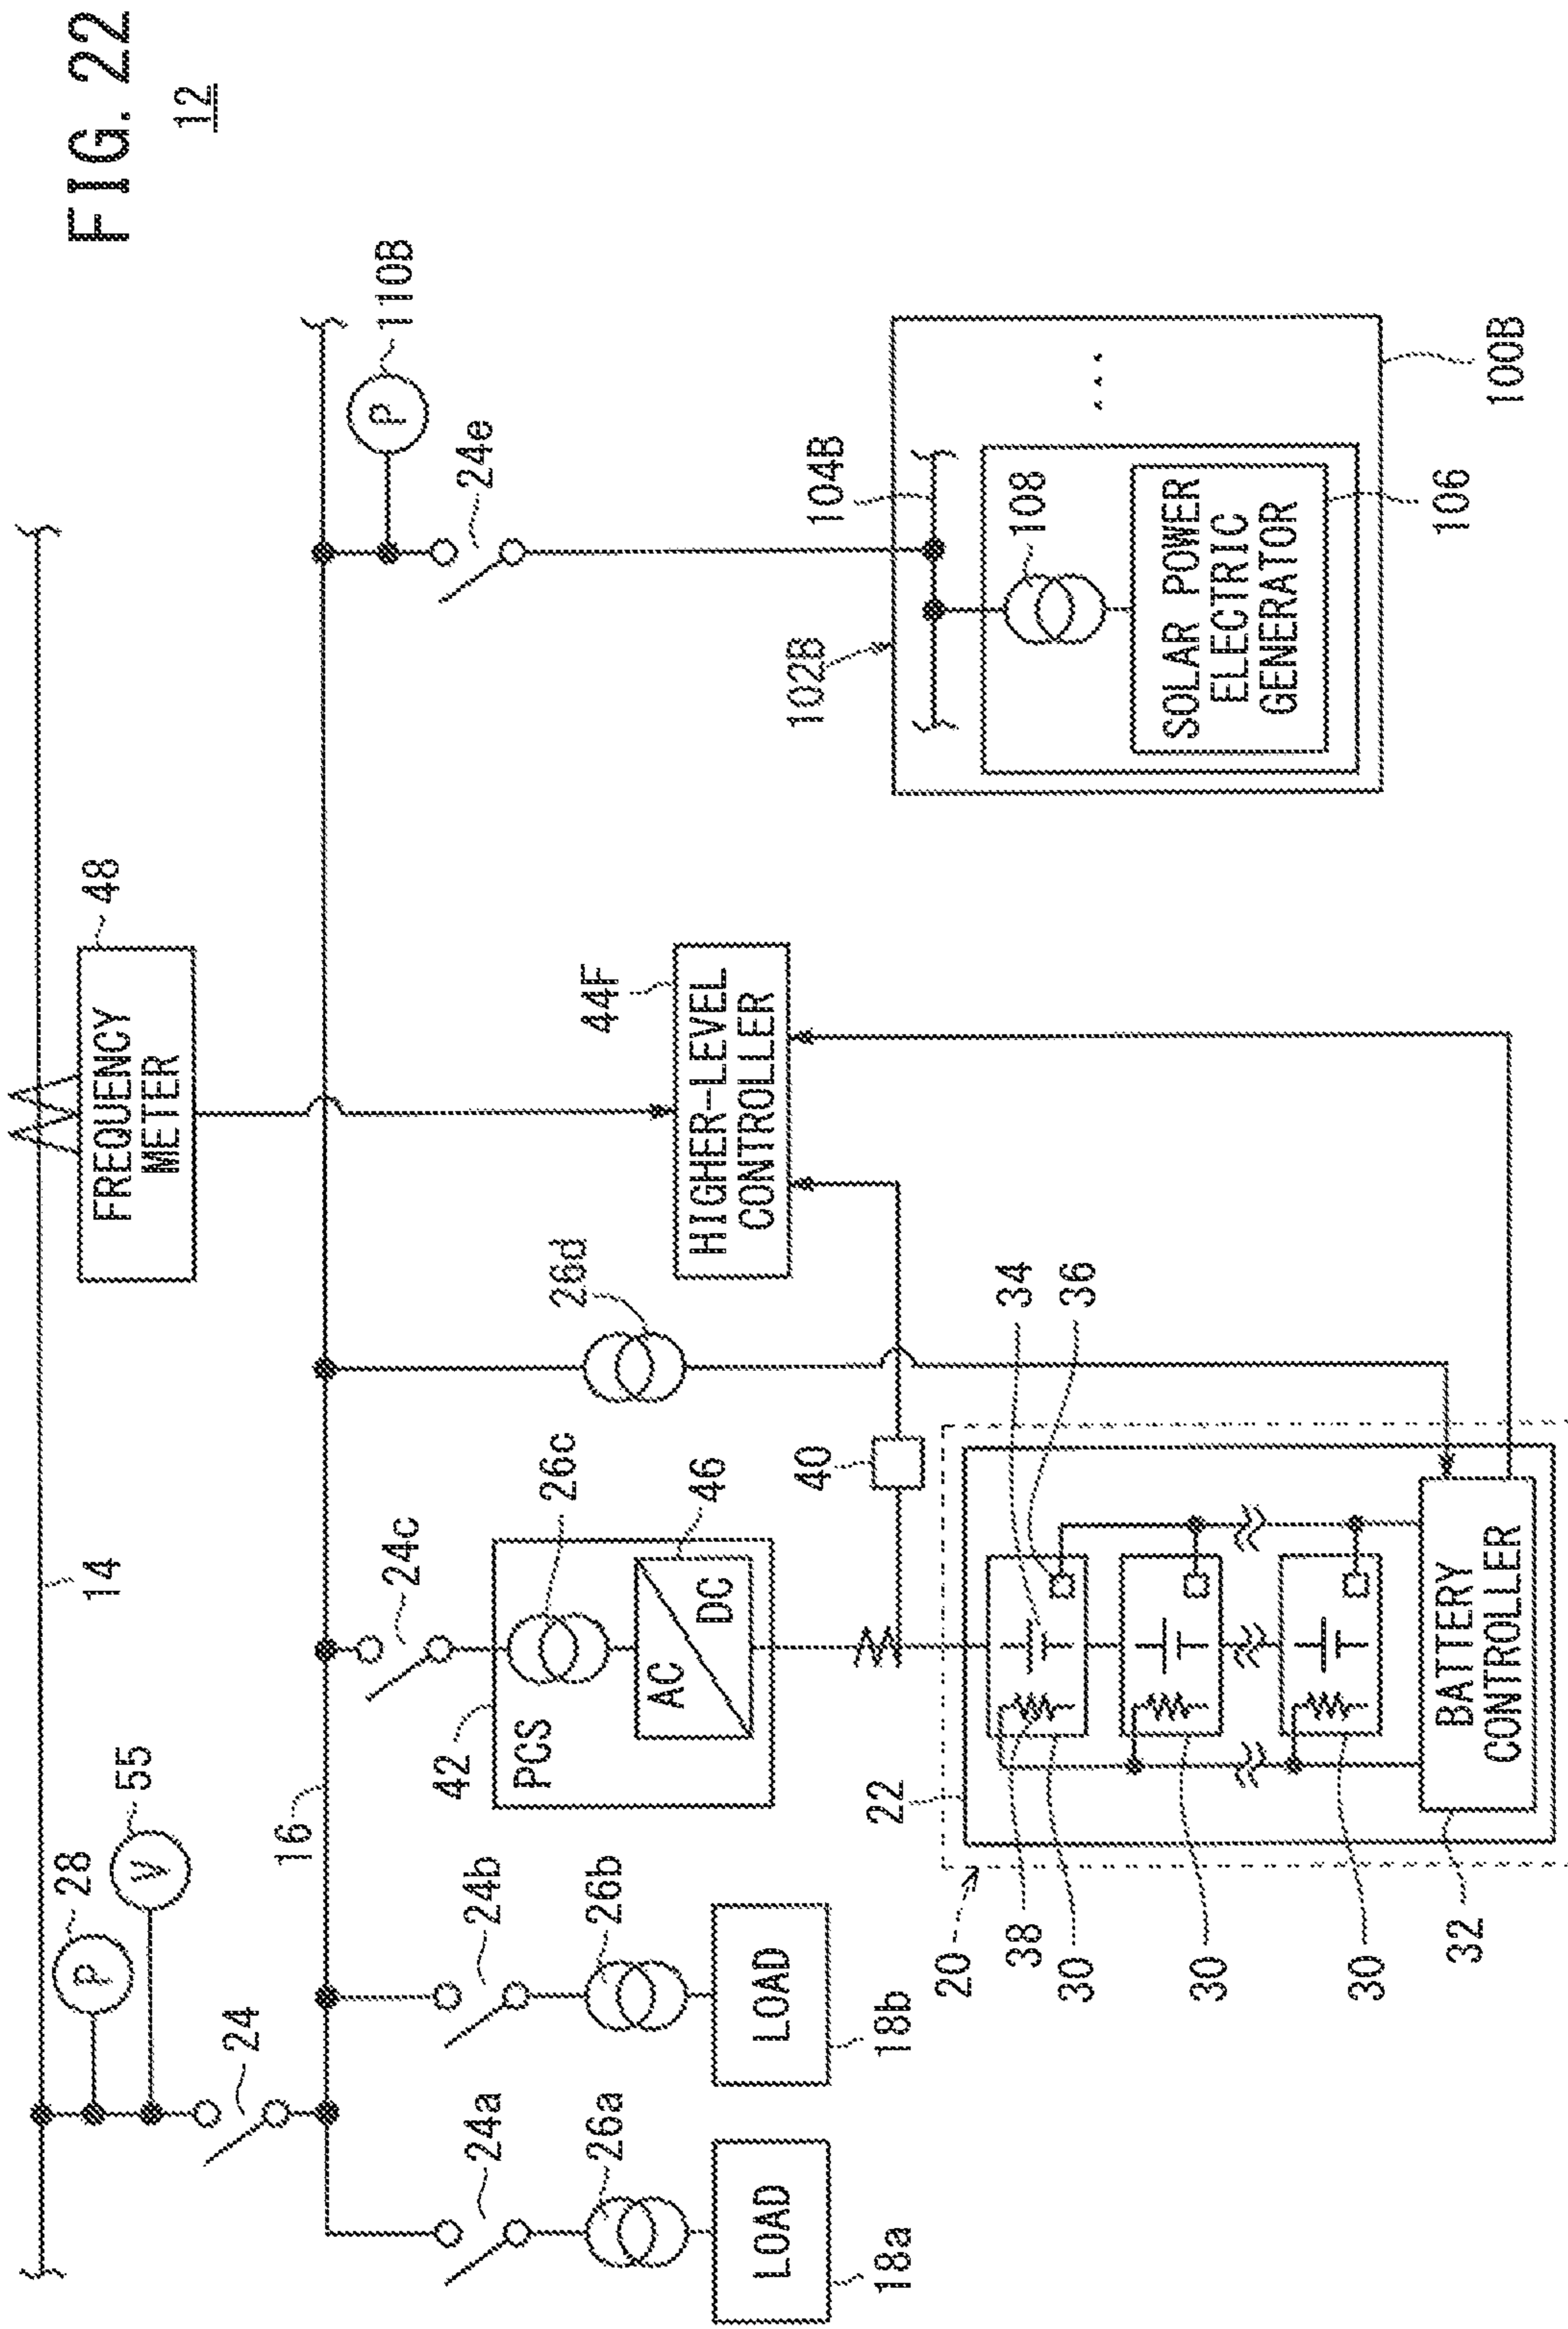 FIG. 22
12
14
28
P
55
V
24
16
FREQUENCY
METER
48
P
110B
24a
26a
LOAD
18a
24b
26b
LOAD
18b
24c
42
PCS
26c
AC
DC
46
26d
40
HIGHER-LEVEL
CONTROLLER
44F
24e
102B
104B
108
SOLAR POWER
ELECTRIC
GENERATOR
106
100B
...
20
22
34
36
38
30
30
30
BATTERY
CONTROLLER
32